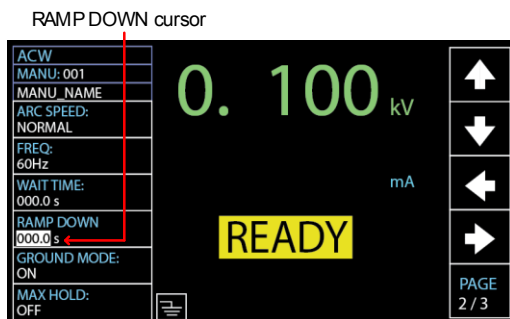 RAMP DOWN cursor
ACW
MANU: 001
MANU_NAME
ARC SPEED:
NORMAL
FREQ:
60Hz
WAIT TIME:
000.0 s
RAMP DOWN
000.0 s
GROUND MODE:
ON
MAX HOLD:
OFF
0. 100 kV
mA
READY
PAGE
2 / 3